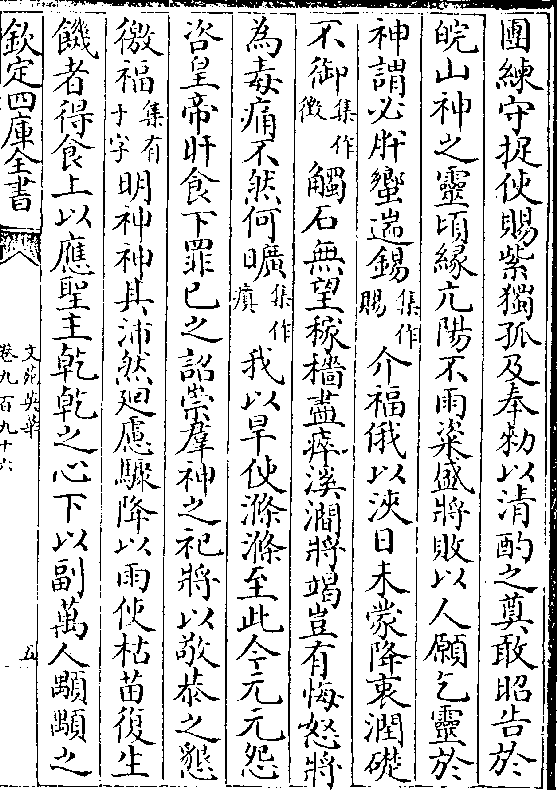 團練守捉使賜紫獨孤及奉勅以清酌之奠敢昭告於
皖山神之靈頃縁亢陽不雨粢盛將敗以人願乞靈於
神謂必肸蠁遄錫集作賜介福俄以浹日未蒙降衷潤礎
不御集作徴觸石無望稼穡盡瘁溪澗將竭豈有悔怒將
為毒痡不然何曠集作瘨我以旱使滌滌至此今元元怨
咨皇帝旰食下罪已之詔崇羣神之祀將以敬恭之懇
徼福集有于字明神神其沛然廻慮驟降以雨使枯苗復生
饑者得食上以應聖主乾乾之心下以副萬人顒顒之
欽定四庫全書
文苑英華
卷九百九十六
五